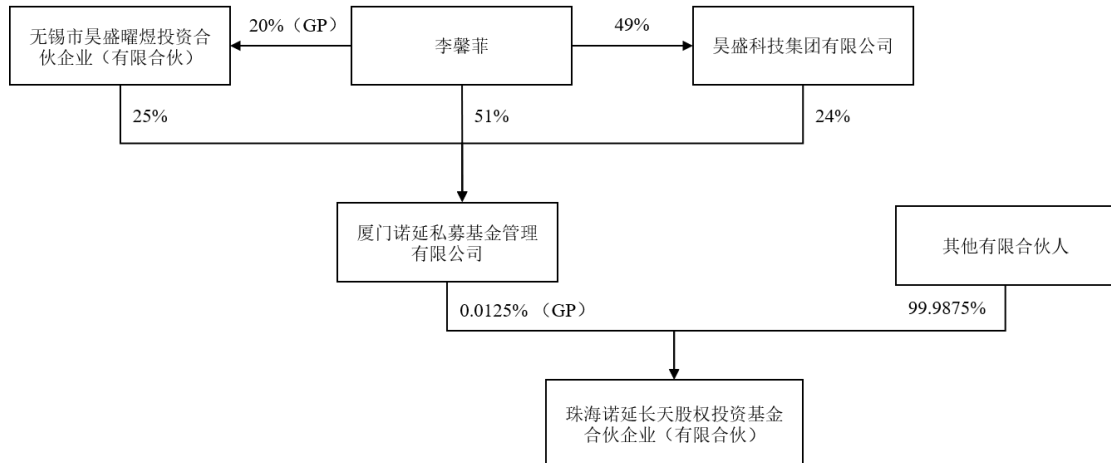 无锡市昊盛曜煜投资合
伙企业（有限合伙）
20%（GP）
李馨菲
49%
昊盛科技集团有限公司
25%
51%
24%
厦门诺延私募基金管理
有限公司
其他有限合伙人
0.0125%（GP）
99.9875%
珠海诺延长天股权投资基金
合伙企业（有限合伙）